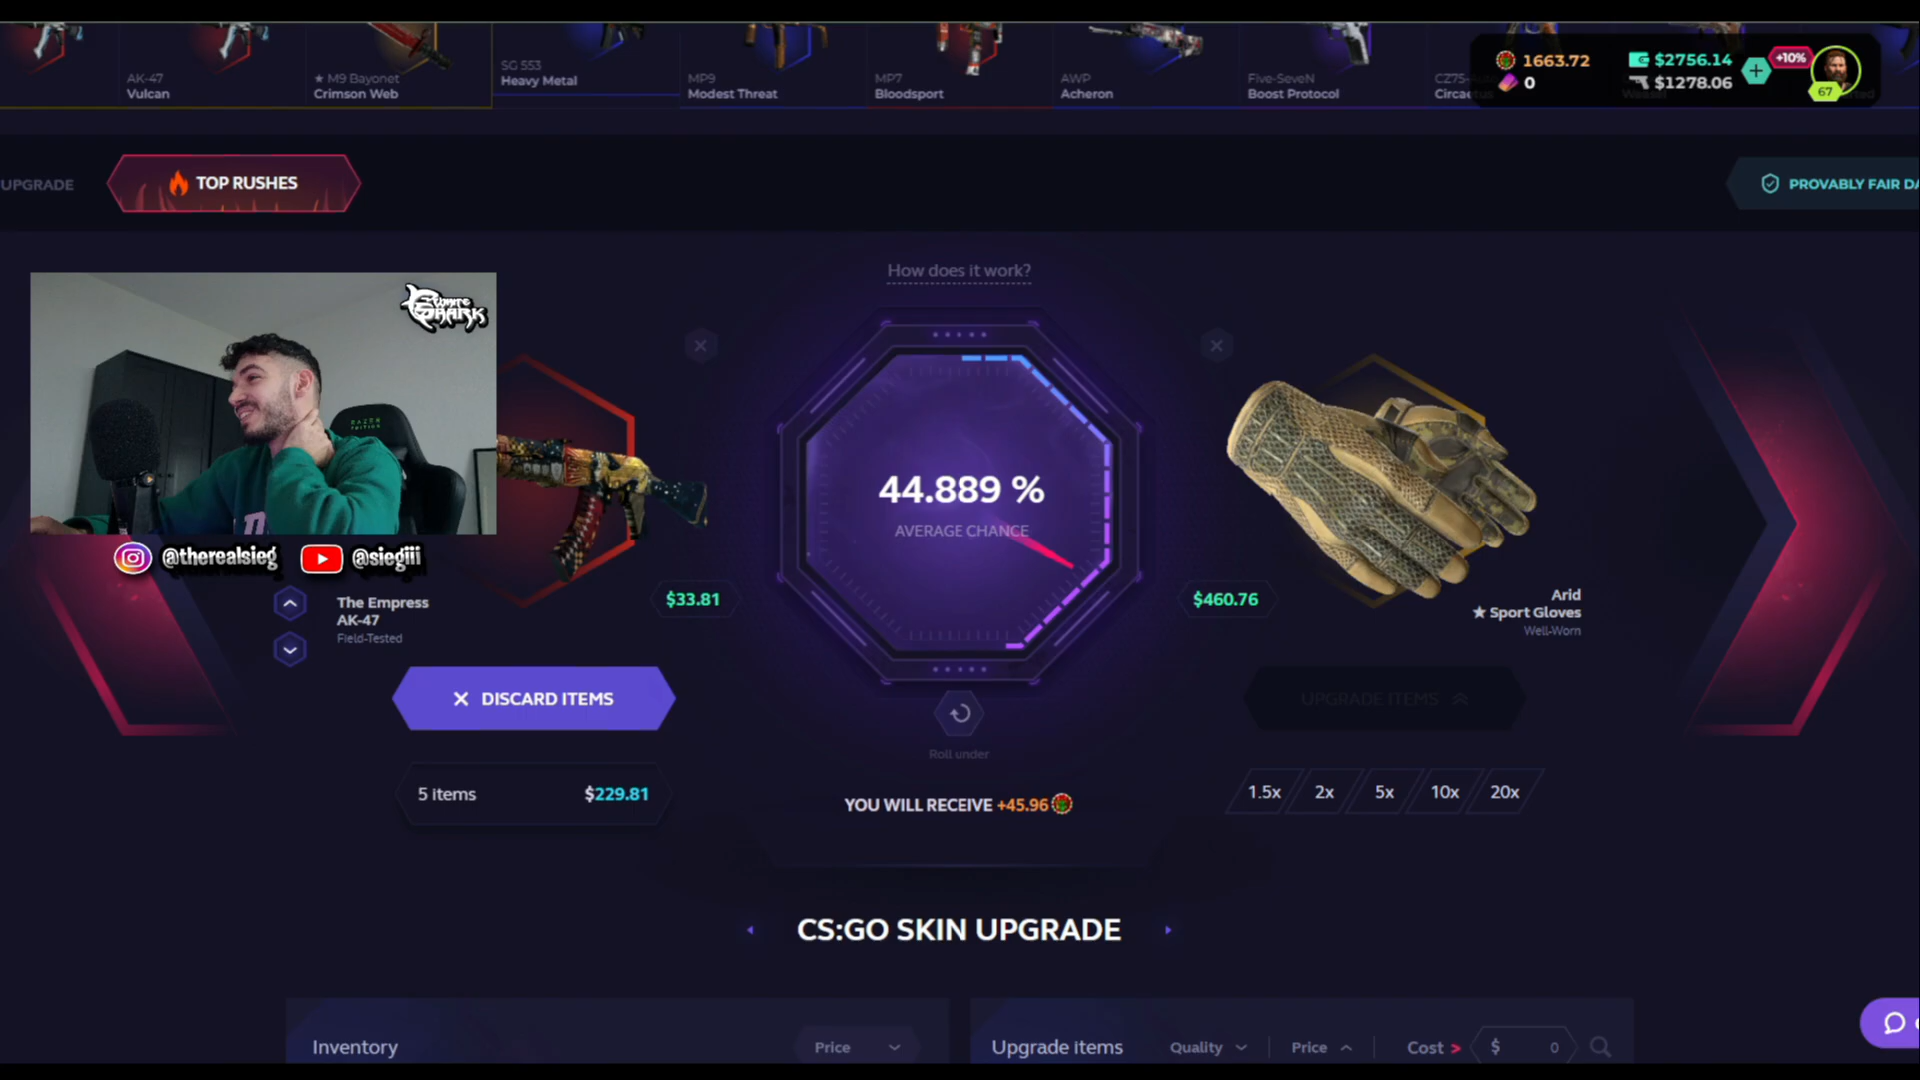 AK-47
Vulcan
★ M9 Bayonet
Crimson Web
SG 553
Heavy Metal
MP9
Modest Threat
MP7
Bloodsport
AWP
Acheron
Five-SeveN
Boost Protocol
1663.72
0
$2756.14
$1278.06
+10%
67
UPGRADE
TOP RUSHES
PROVABLY FAIR
How does it work?
RAZER
@therealsieg
@siegiii
44.889 %
AVERAGE CHANCE
$33.81
$460.76
The Empress
AK-47
Field-Tested
Arid
★ Sport Gloves
Well-Worn
DISCARD ITEMS
UPGRADE ITEMS
Roll under
5 items
$229.81
YOU WILL RECEIVE +45.96
1.5x
2x
5x
10x
20x
CS:GO SKIN UPGRADE
Inventory
Price
Upgrade items
Quality
Price
Cost >
$
0